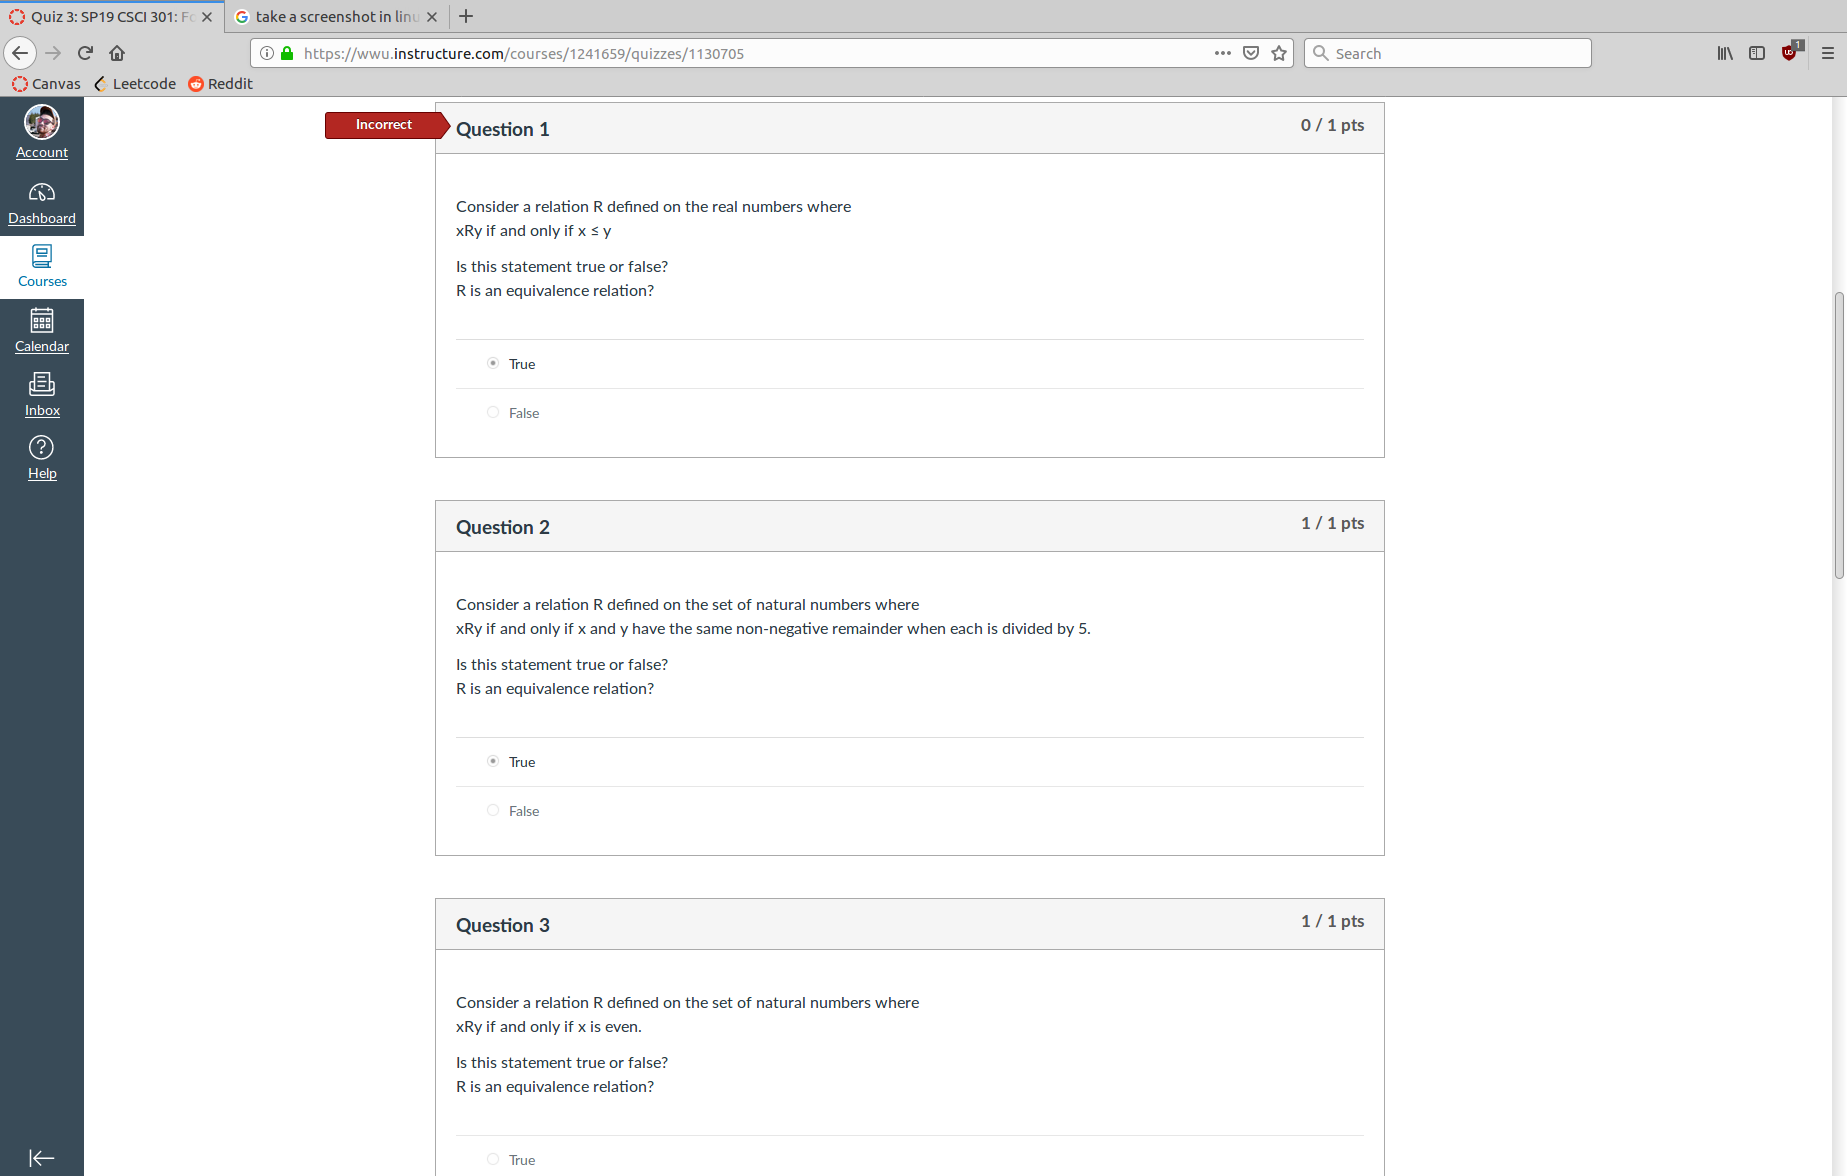 Quiz 3: SP19 CSCI 301: Fo
take a screenshot in linu
https://wwu.instructure.com/courses/1241659/quizzes/1130705
Search
1
Canvas
Leetcode
Reddit
Account
Dashboard
Courses
Calendar
Inbox
Help
Incorrect
Question 1
0 / 1 pts
Consider a relation R defined on the real numbers where
xRy if and only if x ≤ y
Is this statement true or false?
R is an equivalence relation?
True
False
Question 2
1 / 1 pts
Consider a relation R defined on the set of natural numbers where
xRy if and only if x and y have the same non-negative remainder when each is divided by 5.
Is this statement true or false?
R is an equivalence relation?
True
False
Question 3
1 / 1 pts
Consider a relation R defined on the set of natural numbers where
xRy if and only if x is even.
Is this statement true or false?
R is an equivalence relation?
True